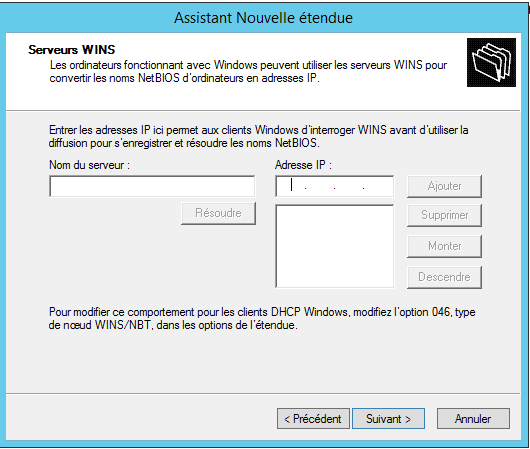 Assistant Nouvelle étendue
Serveurs WINS
Les ordinateurs fonctionnant avec Windows peuvent utiliser les serveurs WINS pour
convertir les noms NetBIOS d'ordinateurs en adresses IP.
Entrer les adresses IP ici permet aux clients Windows d'interroger WINS avant d'utiliser la
diffusion pour s'enregistrer et résoudre les noms NetBIOS.
Nom du serveur :
Adresse IP :
. . .
Ajouter
Résoudre
Supprimer
Monter
Descendre
Pour modifier ce comportement pour les clients DHCP Windows, modifiez l'option 046, type
de nœud WINS/NBT, dans les options de l'étendue.
< Précédent
Suivant >
Annuler